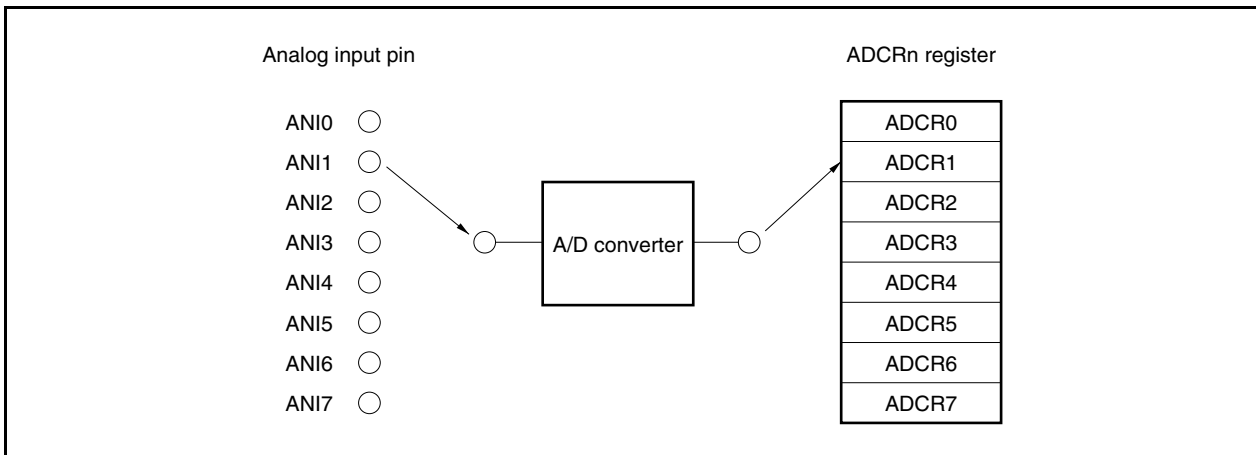 Analog input pin
ADCRn register
ANI0
ANI1
ANI2
ANI3
ANI4
ANI5
ANI6
ANI7
A/D converter
ADCR0
ADCR1
ADCR2
ADCR3
ADCR4
ADCR5
ADCR6
ADCR7